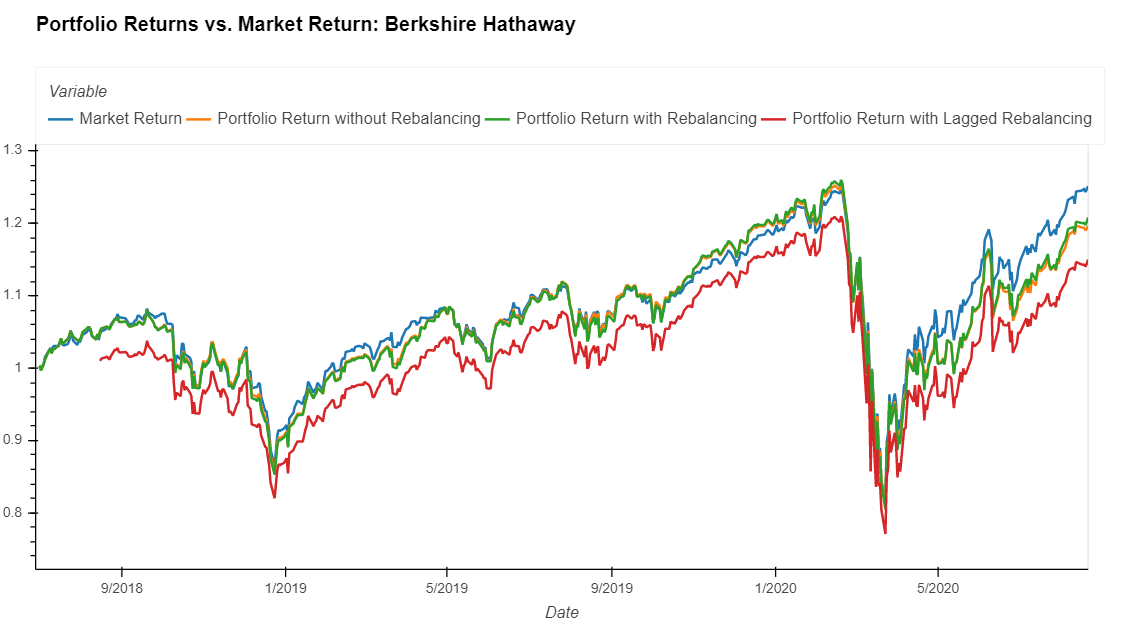 Portfolio Returns vs. Market Return: Berkshire Hathaway
Variable
Market Return Portfolio Return without Rebalancing Portfolio Return with Rebalancing Portfolio Return with Lagged Rebalancing
1.3
1.2
1.1
1
0.9
0.8
9/2018 1/2019 5/2019 9/2019 1/2020 5/2020
Date